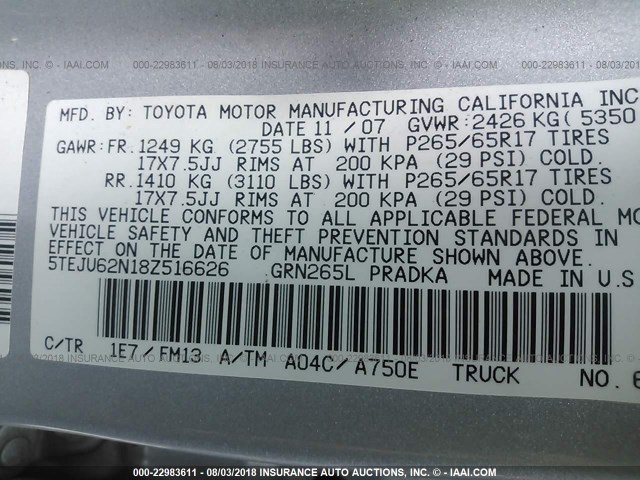 000-22983611 - 08/03/2018 INSURANCE AUTO AUCTIONS, INC. © - IAAI.COM
MFD. BY: TOYOTA MOTOR MANUFACTURING CALIFORNIA INC
DATE 11 / 07 GVWR: 2426 KG( 5350
GAWR: FR. 1249 KG (2755 LBS) WITH P265/65R17 TIRES
17X7.5JJ RIMS AT 200 KPA (29 PSI) COLD.
RR. 1410 KG (3110 LBS) WITH P265/65R17 TIRES
17X7.5JJ RIMS AT 200 KPA (29 PSI) COLD.
THIS VEHICLE CONFORMS TO ALL APPLICABLE FEDERAL MO
VEHICLE SAFETY AND THEFT PREVENTION STANDARDS IN
EFFECT ON THE DATE OF MANUFACTURE SHOWN ABOVE.
5TEJU62N18Z516626 GRN265L PRADKA MADE IN U.S
C/TR 1E7/FM13 A/TM A04C/A750E TRUCK NO. 6
000-22983611 - 08/03/2018 INSURANCE AUTO AUCTIONS, INC. © - IAAI.COM